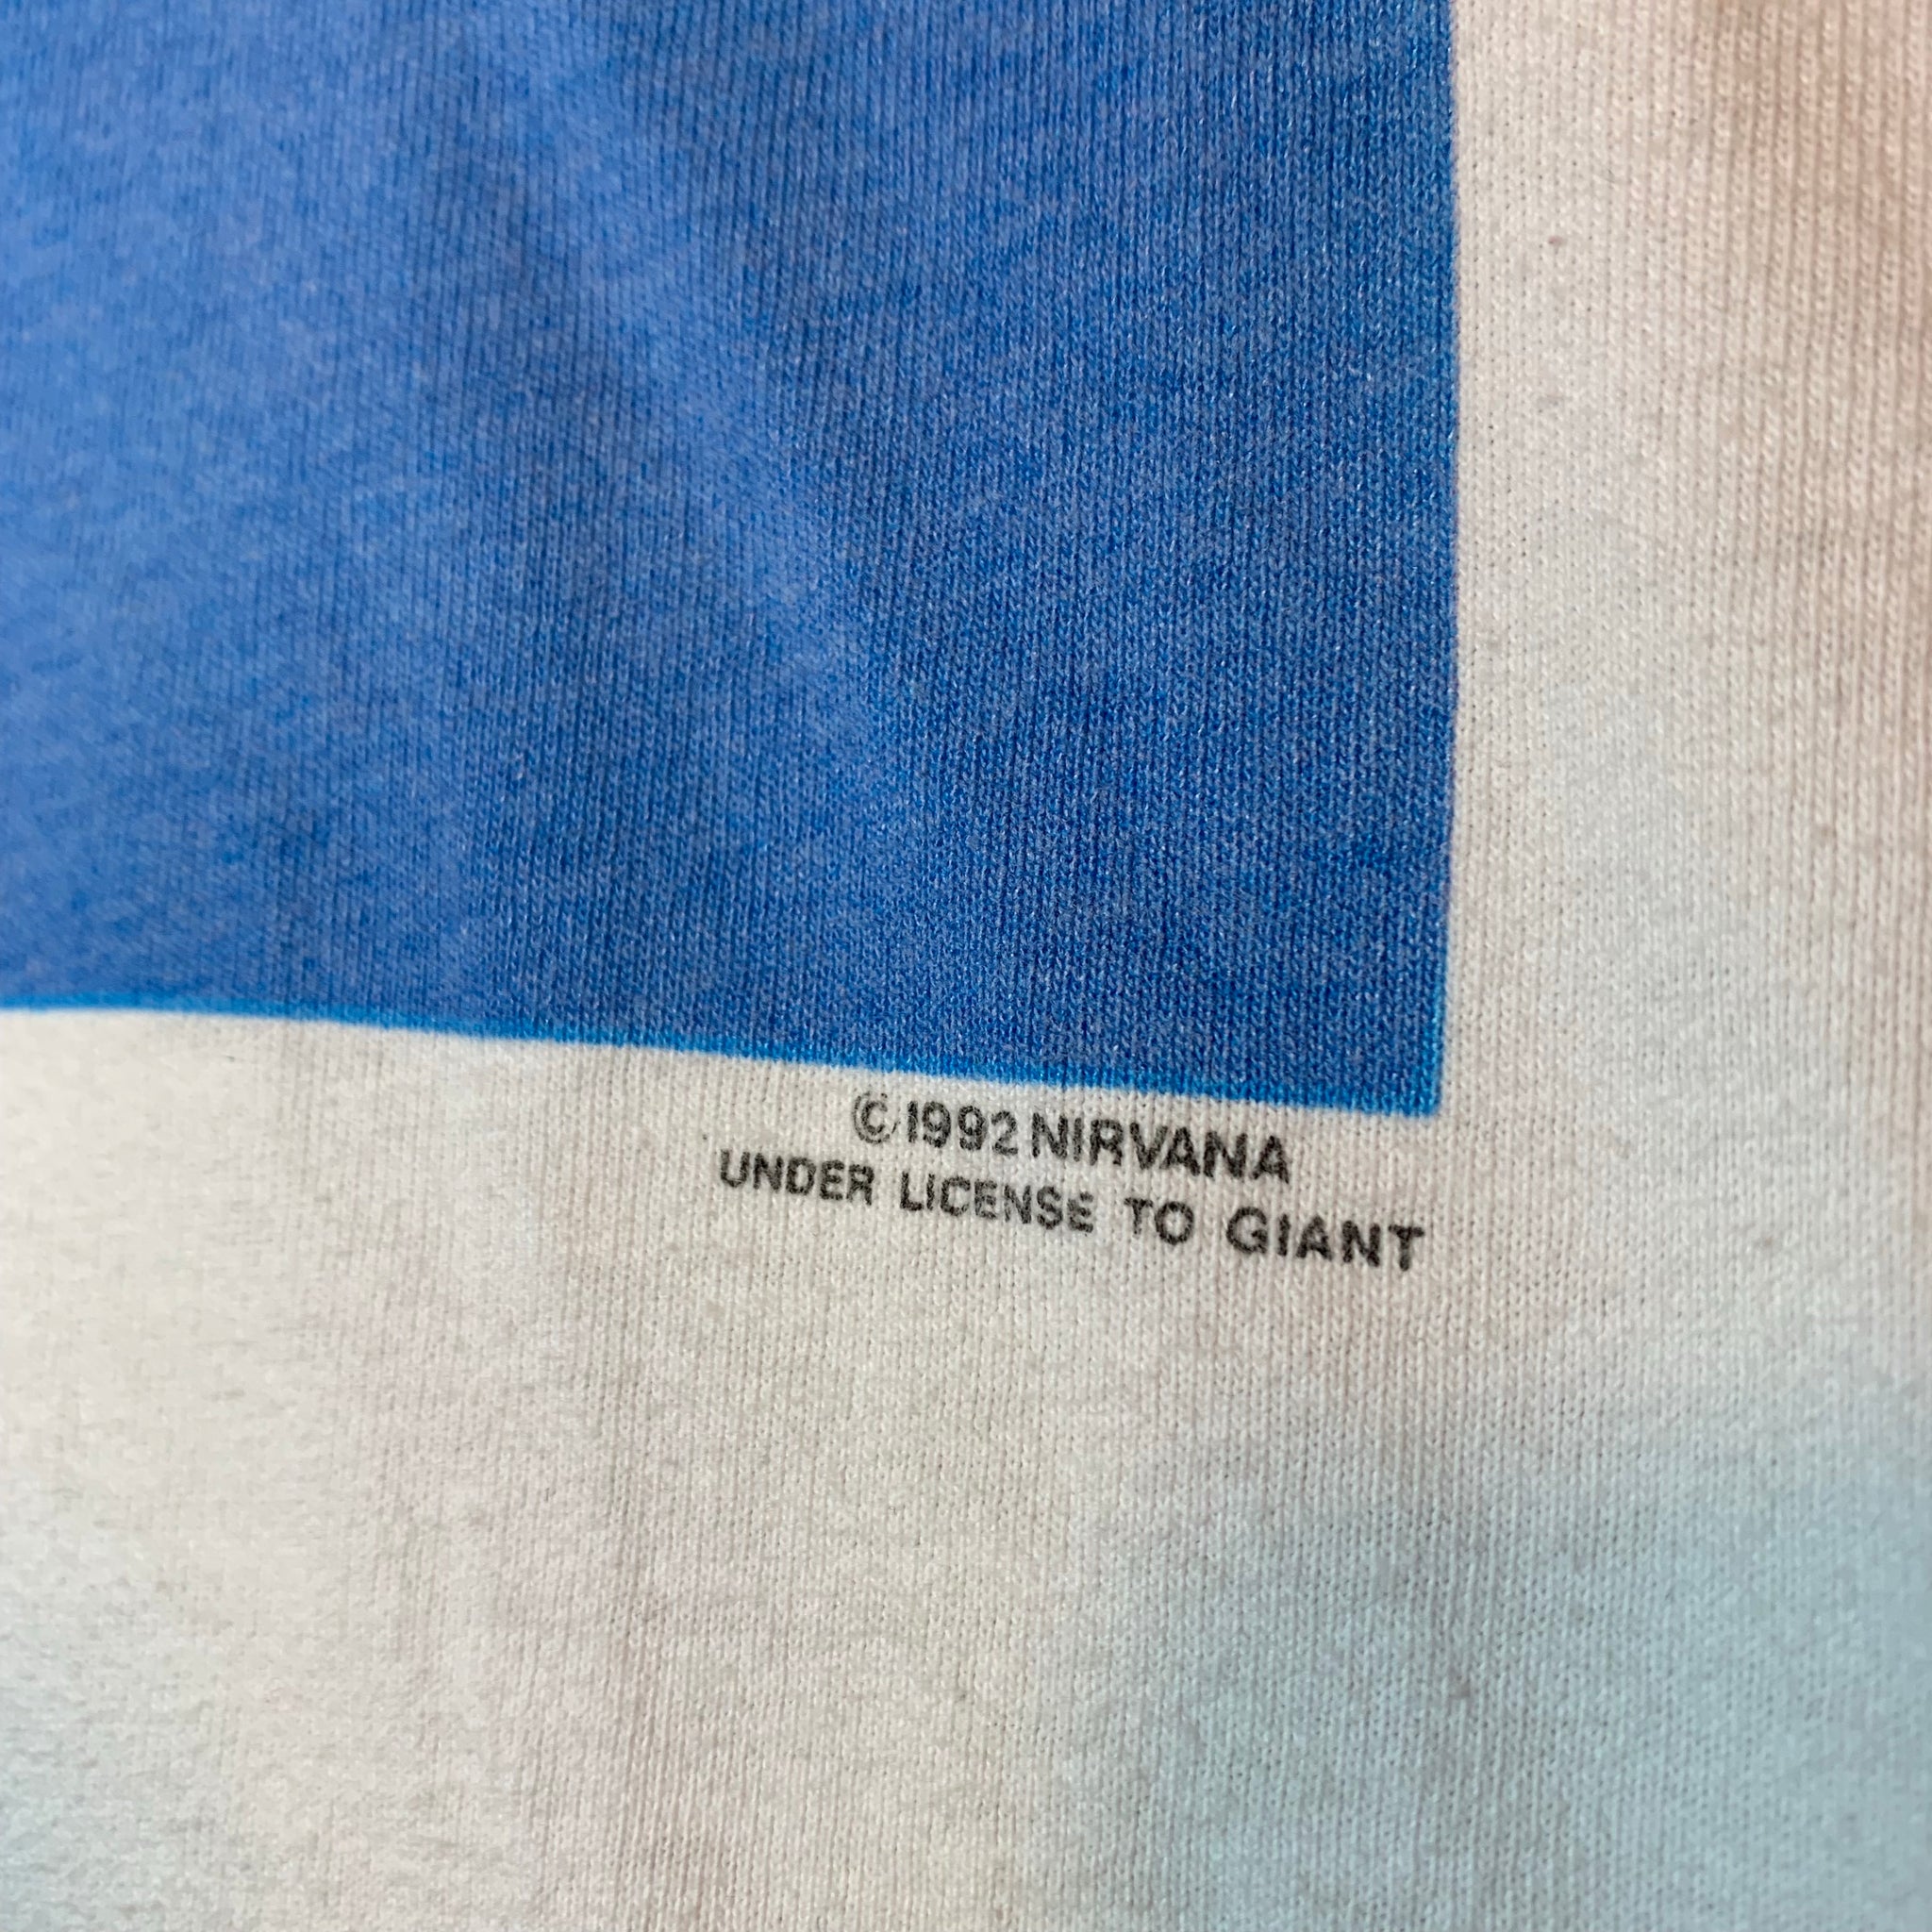 ©1992 NIRVANA
UNDER LICENSE TO GIANT